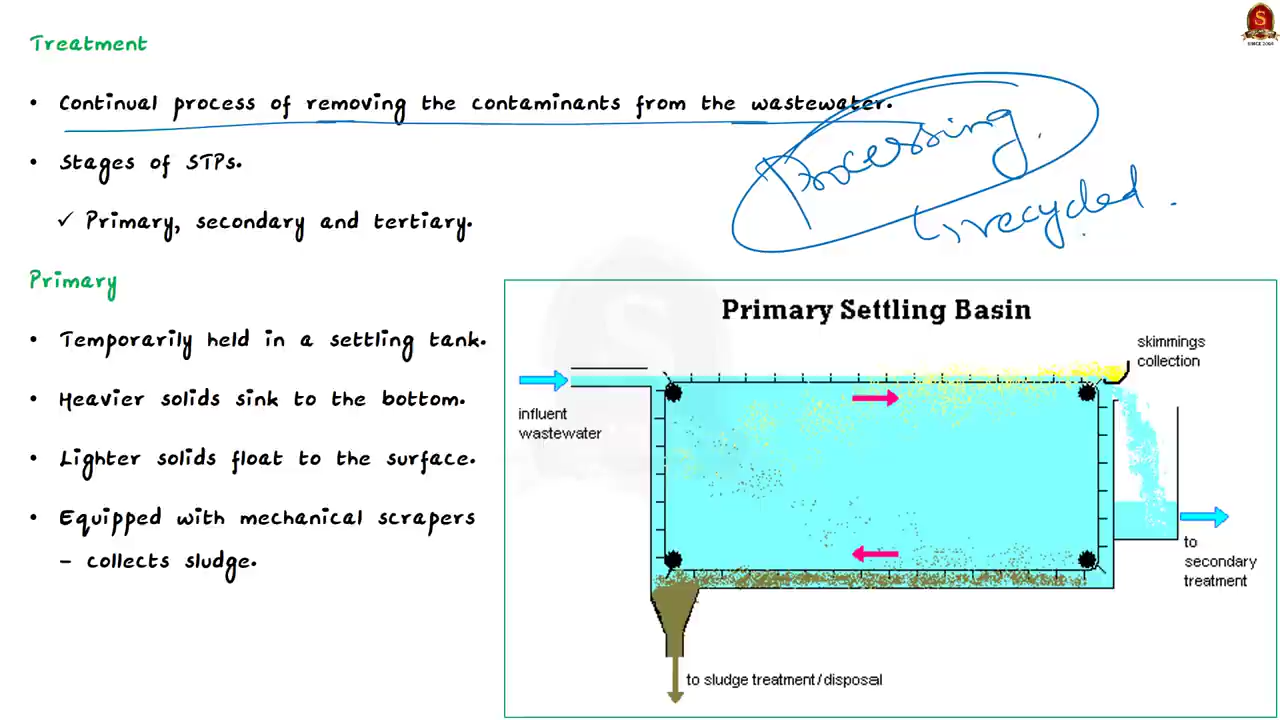 Treatment
• Continual process of removing the contaminants from the wastewater.
Processing
• Stages of STPs.
↳ recycled.
✓ Primary, secondary and tertiary.
Primary
• Temporarily held in a settling tank.
• Heavier solids sink to the bottom.
• Lighter solids float to the surface.
• Equipped with mechanical scrapers
– collects sludge.
Primary Settling Basin
skimmings
collection
influent
wastewater
to
secondary
treatment
to sludge treatment/disposal
S
SINCE 2004